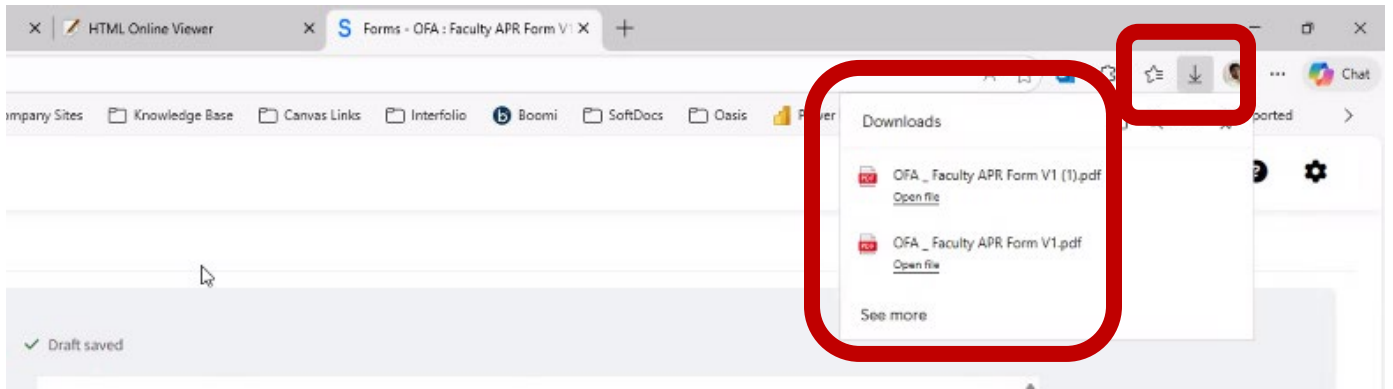 HTML Online Viewer
Forms - OFA : Faculty APR Form V1
Chat
ompany Sites
Knowledge Base
Canvas Links
Interfolio
Boomi
SoftDocs
Oasis
ported
Downloads
OFA _ Faculty APR Form V1 (1).pdf
Open file
OFA _ Faculty APR Form V1.pdf
Open file
See more
Draft saved